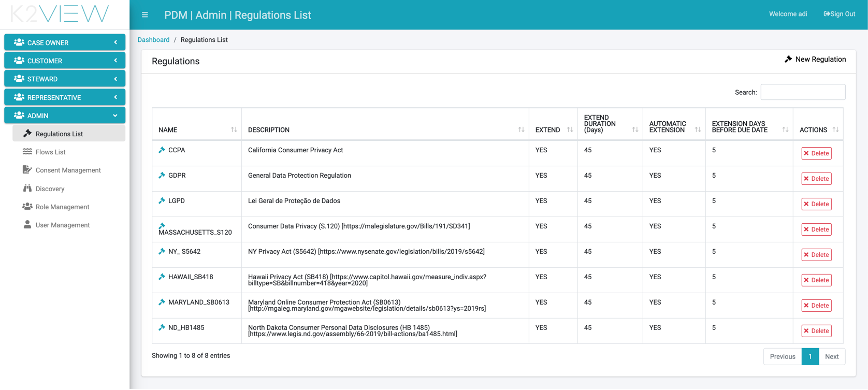 K2VIEW
PDM | Admin | Regulations List
Welcome adi
Sign Out
Dashboard / Regulations List
CASE OWNER
CUSTOMER
STEWARD
REPRESENTATIVE
ADMIN
Regulations List
Flows List
Consent Management
Discovery
Role Management
User Management
Regulations
New Regulation
Search:
NAME DESCRIPTION EXTEND EXTEND DURATION (Days) AUTOMATIC EXTENSION EXTENSION DAYS BEFORE DUE DATE ACTIONS
CCPA California Consumer Privacy Act YES 45 YES 5 Delete
GDPR General Data Protection Regulation YES 45 YES 5 Delete
LGPD Lei Geral de Proteção de Dados YES 45 YES 5 Delete
MASSACHUSETTS_S120 Consumer Data Privacy (S.120) [https://malegislature.gov/Bills/191/SD341] YES 45 YES 5 Delete
NY_ S5642 NY Privacy Act (S5642) [https://www.nysenate.gov/legislation/bills/2019/s5642] YES 45 YES 5 Delete
HAWAII_SB418 Hawaii Privacy Act (SB418) [https://www.capitol.hawaii.gov/measure_indiv.aspx?
billtype=SB&billnumber=418&year=2020] YES 45 YES 5 Delete
MARYLAND_SB0613 Maryland Online Consumer Protection Act (SB0613)
[http://mgaleg.maryland.gov/mgawebsite/legislation/details/sb0613?ys=2019rs] YES 45 YES 5 Delete
ND_HB1485 North Dakota Consumer Personal Data Disclosures (HB 1485)
[https://www.legis.nd.gov/assembly/66-2019/bill-actions/ba1485.html] YES 45 YES 5 Delete
Showing 1 to 8 of 8 entries
Previous 1 Next